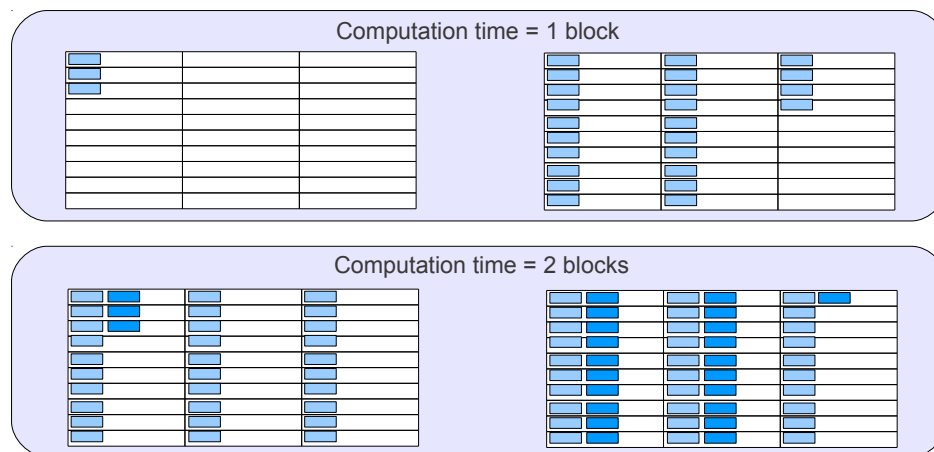 Computation time = 1 block
Computation time = 2 blocks